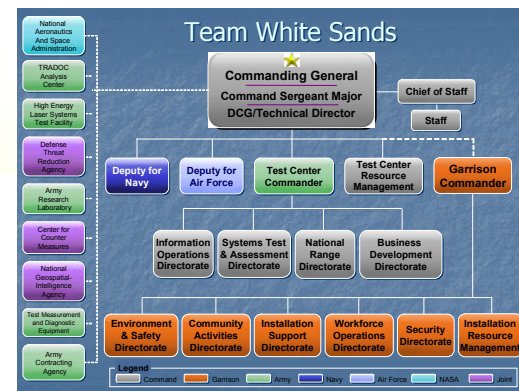 Team White Sands
National
Aeronautics
And Space
Administration
TRADOC
Analysis
Center
High Energy
Laser Systems
Test Facility
Defense
Threat
Reduction
Agency
Army
Research
Laboratory
Center for
Counter
Measures
National
Geospatial-
Intelligence
Agency
Test Measurement
and Diagnostic
Equipment
Army
Contracting
Agency
Commanding General
Command Sergeant Major
DCG/Technical Director
Chief of Staff
Staff
Deputy for
Navy
Deputy for
Air Force
Test Center
Commander
Test Center
Resource
Management
Garrison
Commander
Information
Operations
Directorate
Systems Test
& Assessment
Directorate
National
Range
Directorate
Business
Development
Directorate
Environment
& Safety
Directorate
Community
Activities
Directorate
Installation
Support
Directorate
Workforce
Operations
Directorate
Security
Directorate
Installation
Resource
Management
Legend
Command
Garrison
Army
Navy
Air Force
NASA
Joint